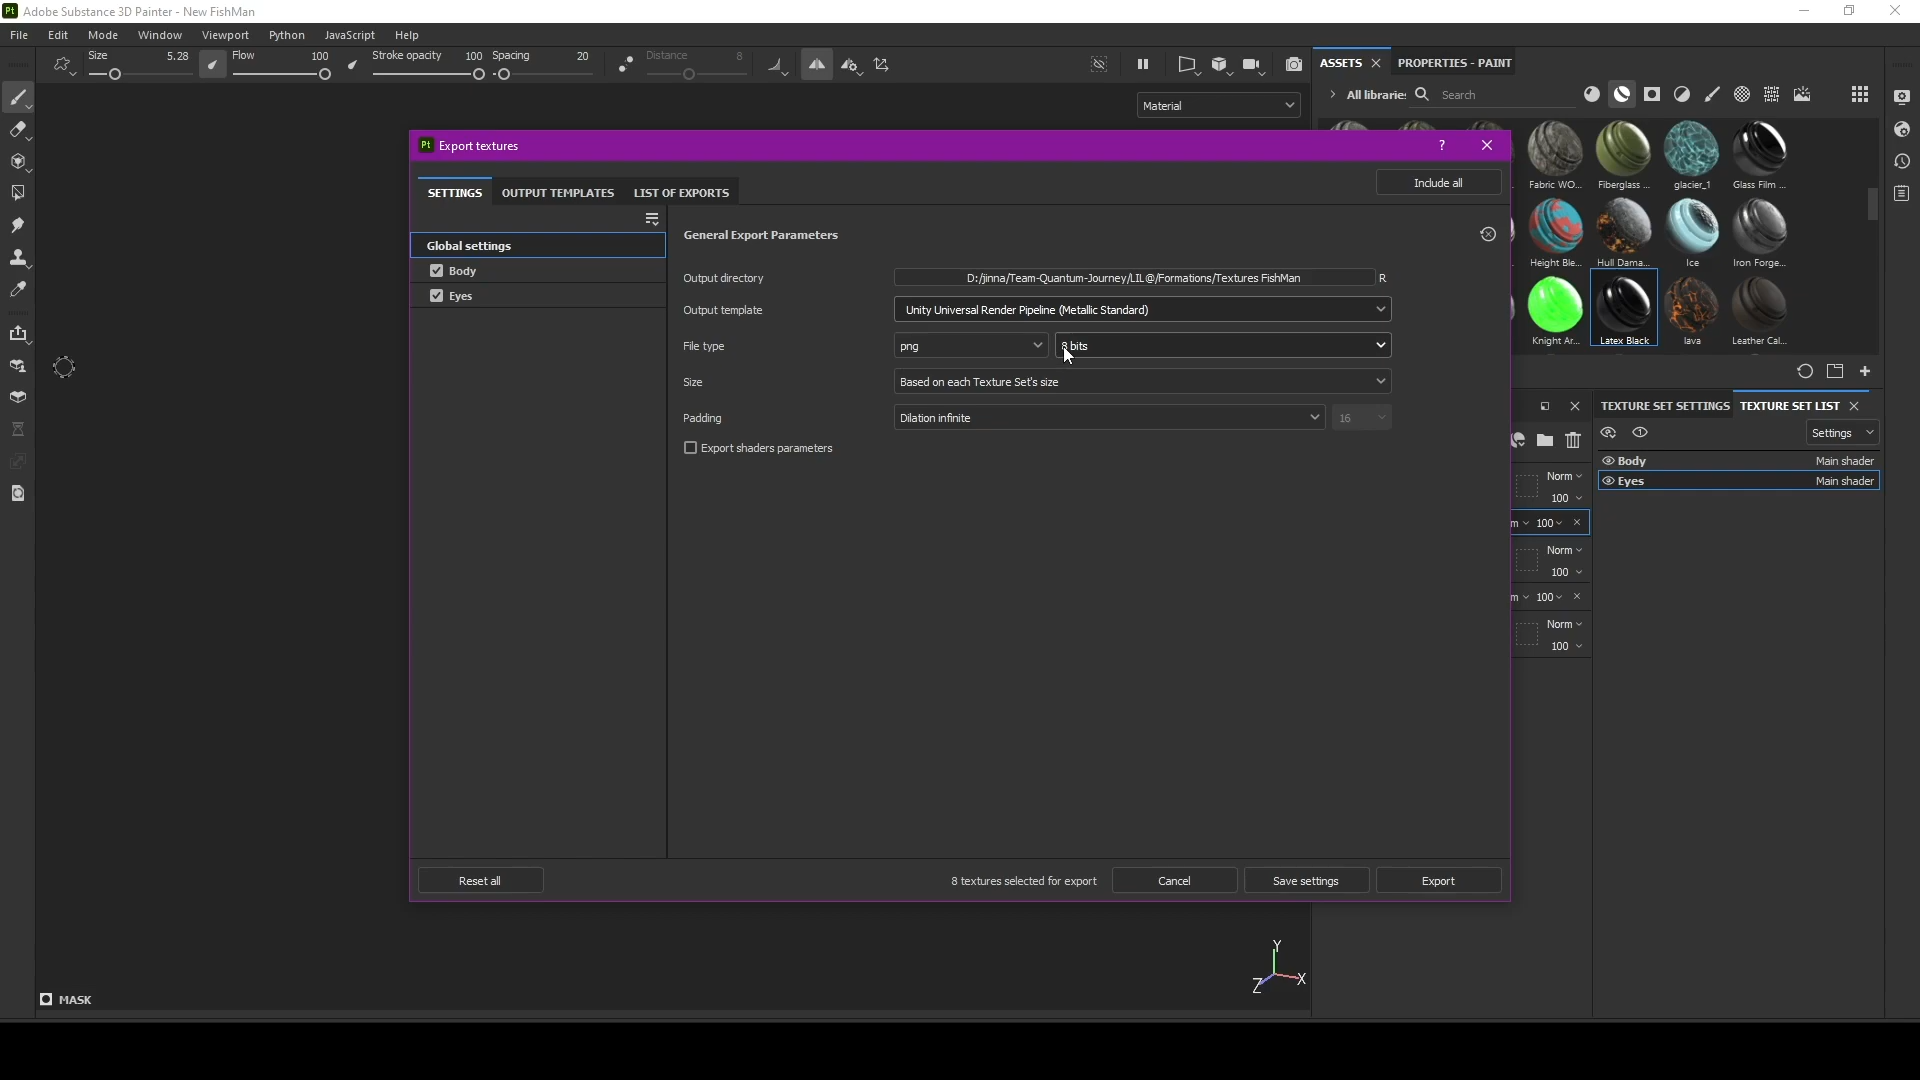 Pt Adobe Substance 3D Painter - New FishMan
File Edit Mode Window Viewport Python JavaScript Help
Size 5.28 Flow 100 Stroke opacity 100 Spacing 20 Distance 8
ASSETS PROPERTIES - PAINT
All librarie: Search
Material
Pt Export textures ?
Include all
SETTINGS OUTPUT TEMPLATES LIST OF EXPORTS
Global settings
Body
Eyes
General Export Parameters
Output directory D:/jinna/Team-Quantum-Journey/LIL@/Formations/Textures FishMan R
Output template Unity Universal Render Pipeline (Metallic Standard)
File type png 8 bits
Size Based on each Texture Set's size
Padding Dilation infinite 16
Export shaders parameters
Reset all 8 textures selected for export Cancel Save settings Export
Fabric WO... Fiberglass ... glacier_1 Glass Film ...
Height Ble... Hull Dama... Ice Iron Forge...
Knight Ar... Latex Black lava Leather Cal...
TEXTURE SET SETTINGS TEXTURE SET LIST
Settings
Body Main shader
Eyes Main shader
Norm
100
m 100
Norm
100
m 100
Norm
100
Y
X
Z
MASK